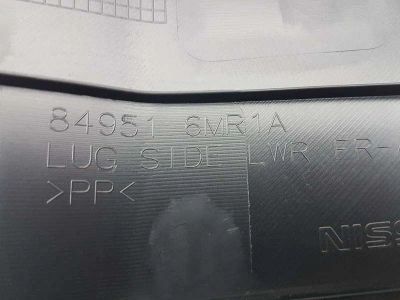 84951 6MR1A
LUG SIDE LWR FR-
>PP<
NISS